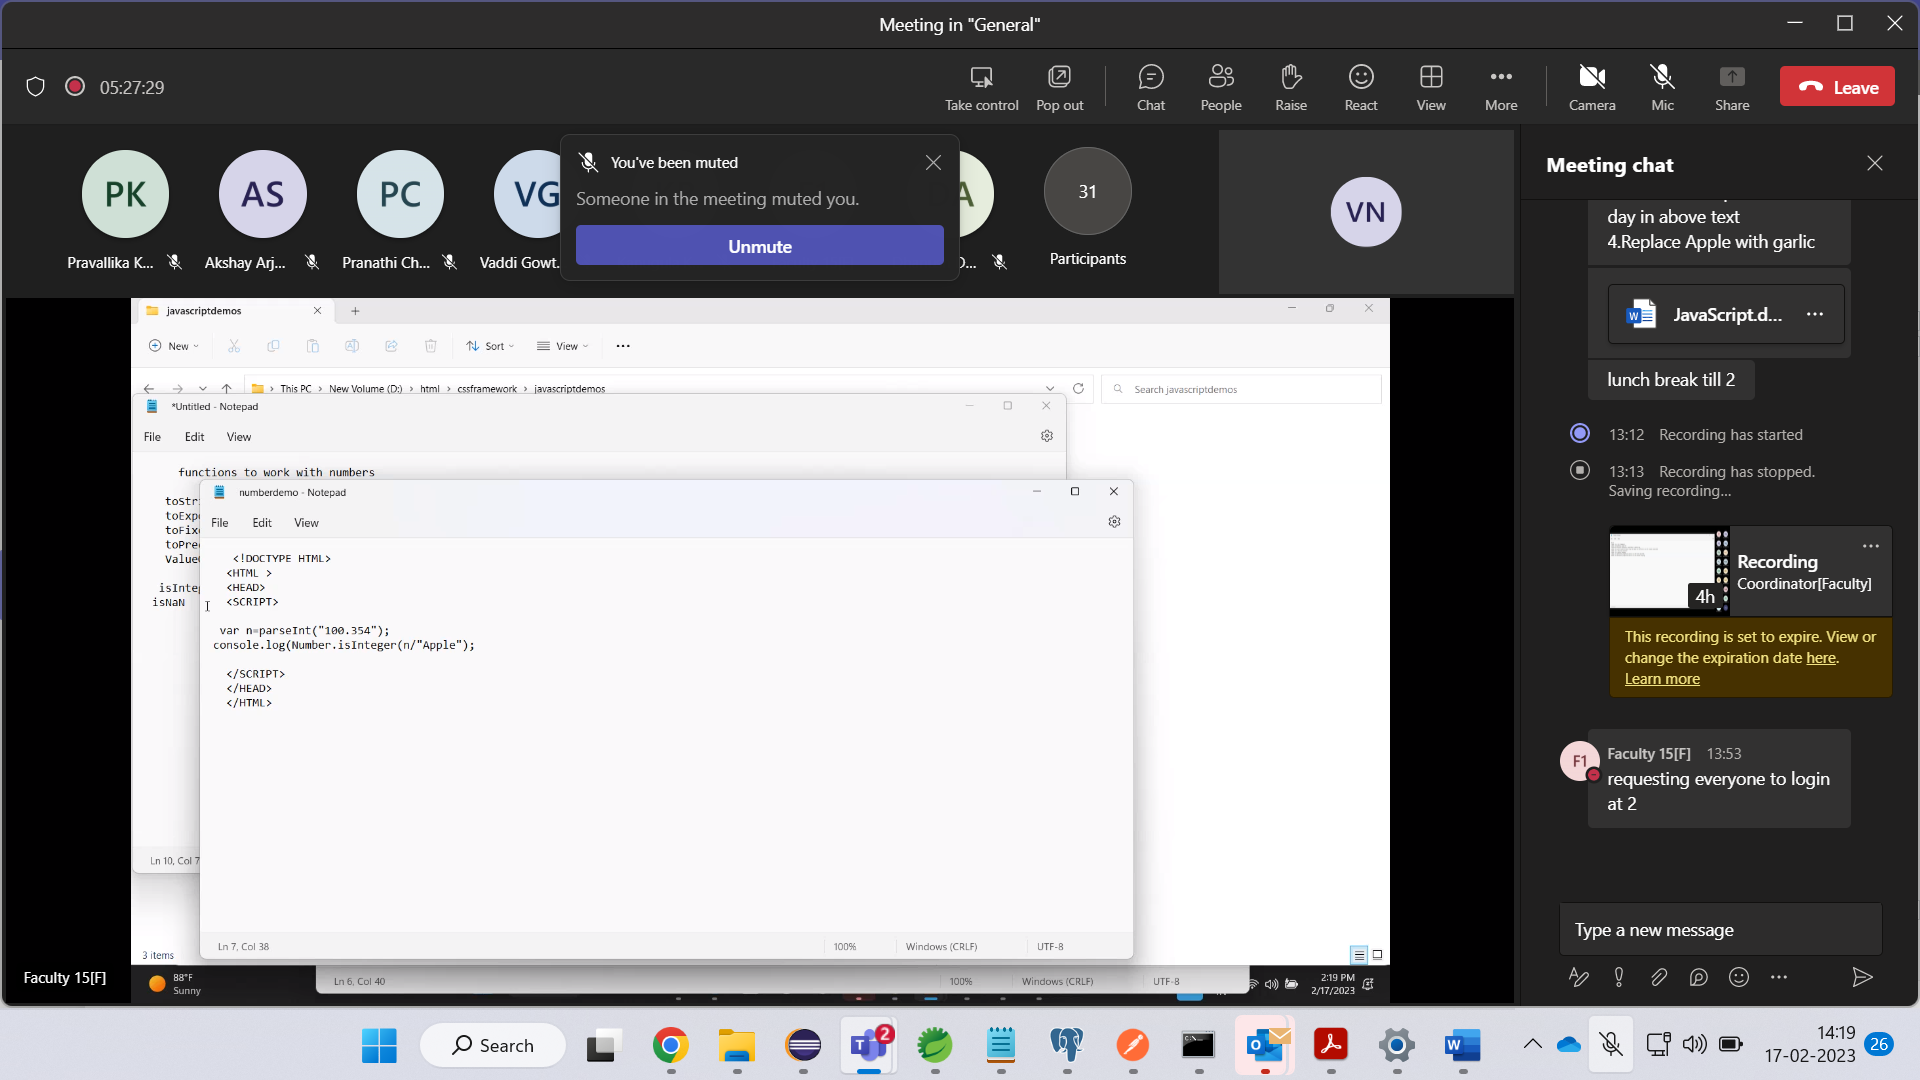 Meeting in "General"
05:27:29
Take control
Pop out
Chat
People
Raise
React
View
More
Camera
Mic
Share
Leave
PK
AS
PC
VG
A
31
VN
Pravallika K...
Akshay Arj...
Pranathi Ch...
Vaddi Gowt.
D...
Participants
You've been muted
Someone in the meeting muted you.
Unmute
Meeting chat
day in above text
4.Replace Apple with garlic
JavaScript.d...
lunch break till 2
13:12 Recording has started
13:13 Recording has stopped.
Saving recording...
Recording
Coordinator[Faculty]
4h
This recording is set to expire. View or
change the expiration date here.
Learn more
F1
Faculty 15[F] 13:53
requesting everyone to login
at 2
Type a new message
javascriptdemos
New
Sort
View
This PC > New Volume (D:) > html > cssframework > javascriptdemos
Search javascriptdemos
*Untitled - Notepad
File Edit View
functions to work with numbers
toStri
toExpo
toFixe
toPrec
ValueO
isInteg
isNaN
Ln 10, Col 7
numberdemo - Notepad
File Edit View
<!DOCTYPE HTML>
<HTML >
<HEAD>
<SCRIPT>
var n=parseInt("100.354");
console.log(Number.isInteger(n/"Apple");
</SCRIPT>
</HEAD>
</HTML>
Ln 7, Col 38
100%
Windows (CRLF)
UTF-8
3 items
Faculty 15[F]
88°F
Sunny
Ln 6, Col 40
100%
Windows (CRLF)
UTF-8
2:19 PM
2/17/2023
Search
2
14:19
17-02-2023
26